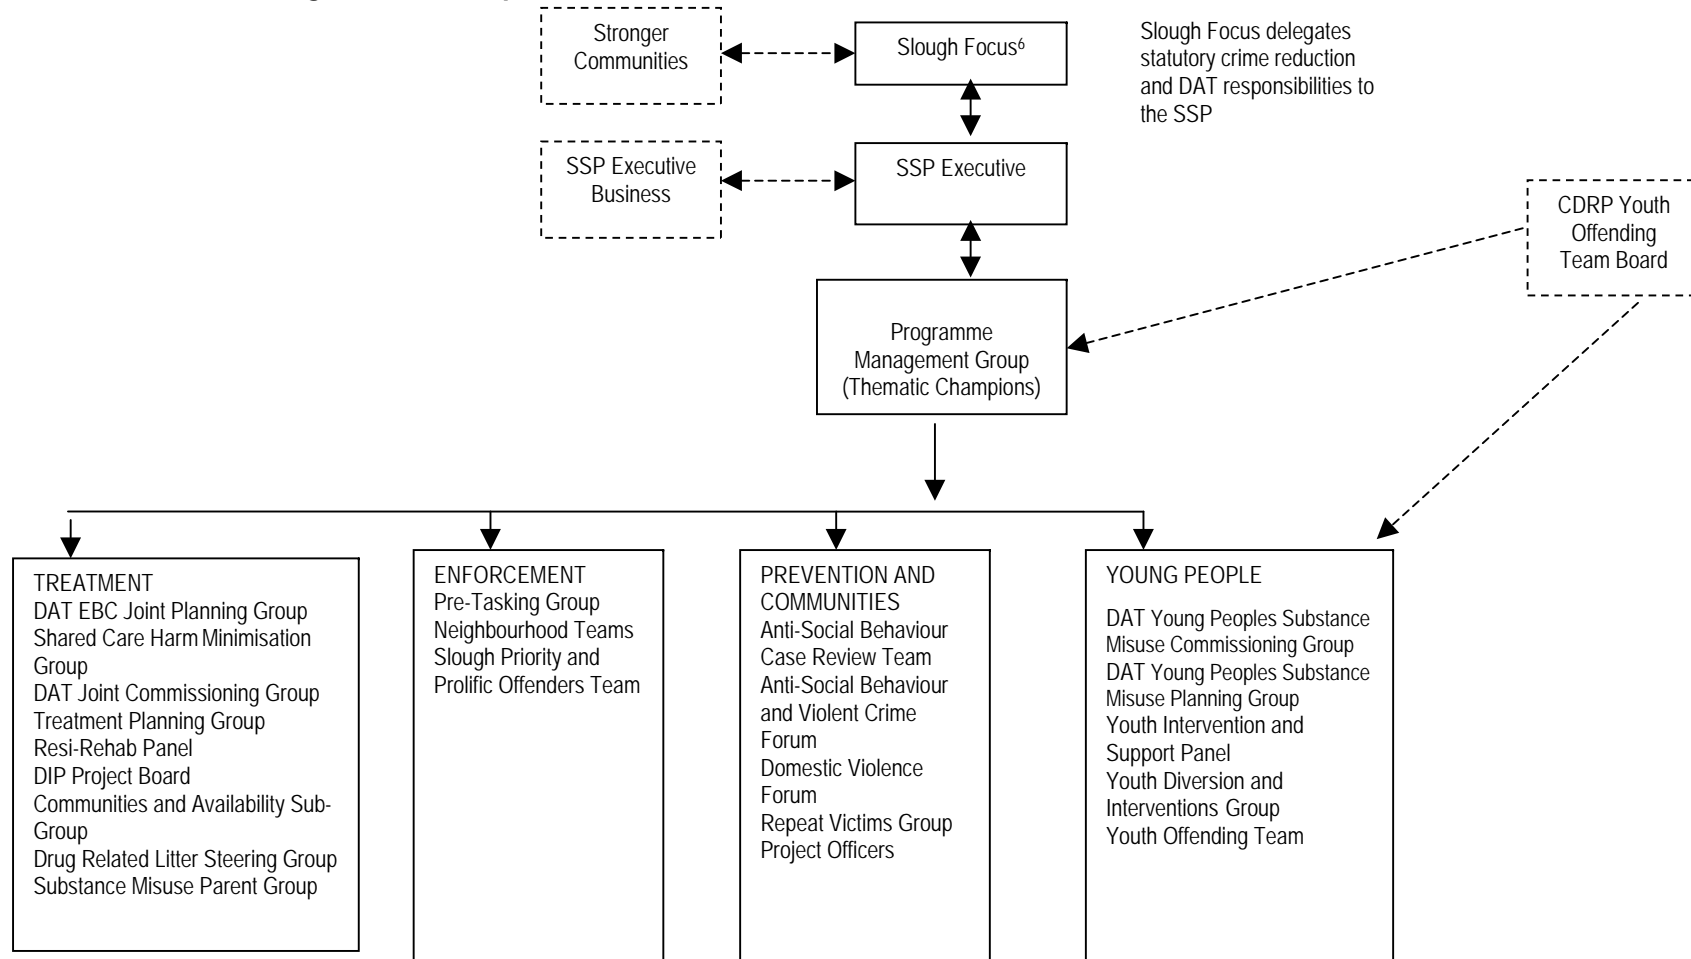 Stronger
Communities
Slough Focus6
Slough Focus delegates
statutory crime reduction
and DAT responsibilities to
the SSP
SSP Executive
Business
SSP Executive
CDRP Youth
Offending
Team Board
Programme
Management Group
(Thematic Champions)
TREATMENT
DAT EBC Joint Planning Group
Shared Care Harm Minimisation
Group
DAT Joint Commissioning Group
Treatment Planning Group
Resi-Rehab Panel
DIP Project Board
Communities and Availability Sub-
Group
Drug Related Litter Steering Group
Substance Misuse Parent Group
ENFORCEMENT
Pre-Tasking Group
Neighbourhood Teams
Slough Priority and
Prolific Offenders Team
PREVENTION AND
COMMUNITIES
Anti-Social Behaviour
Case Review Team
Anti-Social Behaviour
and Violent Crime
Forum
Domestic Violence
Forum
Repeat Victims Group
Project Officers
YOUNG PEOPLE
DAT Young Peoples Substance
Misuse Commissioning Group
DAT Young Peoples Substance
Misuse Planning Group
Youth Intervention and
Support Panel
Youth Diversion and
Interventions Group
Youth Offending Team